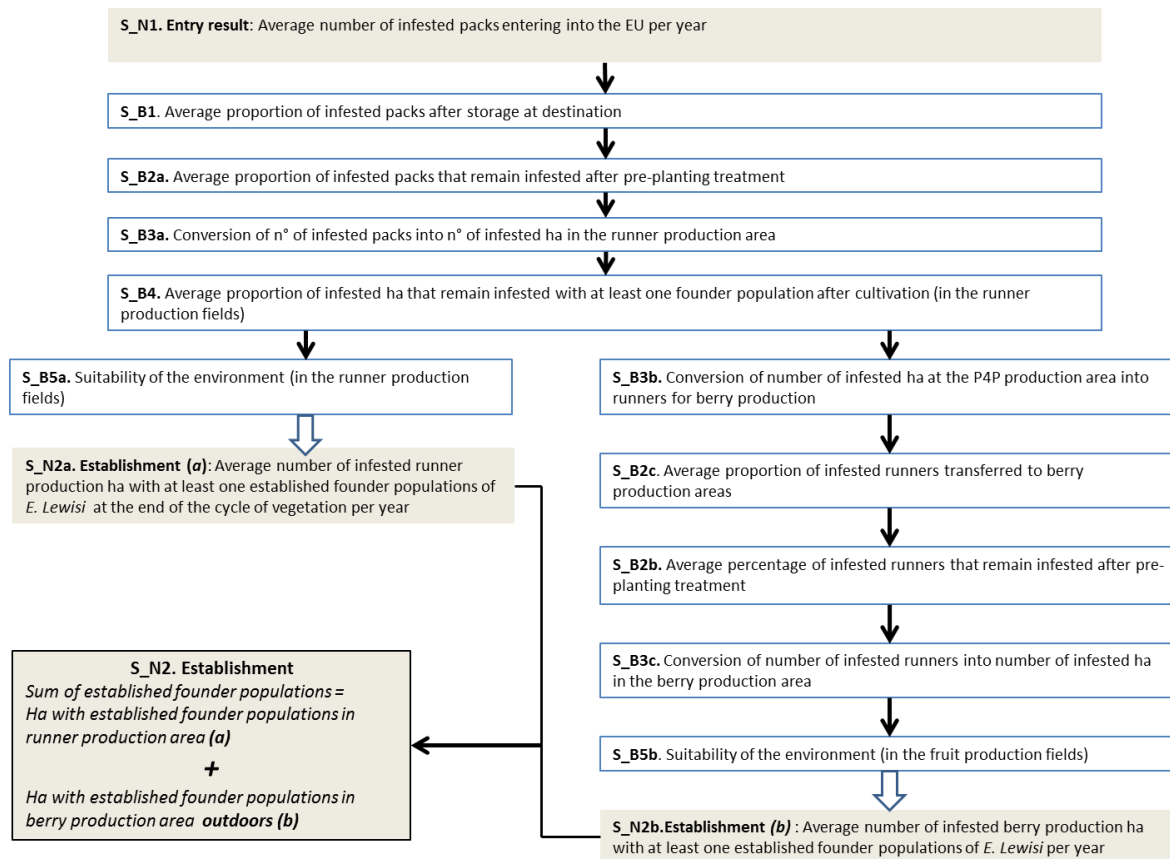 S_N1. Entry result: Average number of infested packs entering into the EU per year
S_B1. Average proportion of infested packs after storage at destination
S_B2a. Average proportion of infested packs that remain infested after pre-planting treatment
S_B3a. Conversion of n° of infested packs into n° of infested ha in the runner production area
S_B4. Average proportion of infested ha that remain infested with at least one founder population after cultivation (in the runner
production fields)
S_B5a. Suitability of the environment (in the runner production
fields)
S_N2a. Establishment (a): Average number of infested runner
production ha with at least one established founder populations of
E. Lewisi at the end of the cycle of vegetation per year
S_B3b. Conversion of number of infested ha at the P4P production area into
runners for berry production
S_B2c. Average proportion of infested runners transferred to berry
production areas
S_B2b. Average percentage of infested runners that remain infested after pre-
planting treatment
S_B3c. Conversion of number of infested runners into number of infested ha
in the berry production area
S_B5b. Suitability of the environment (in the fruit production fields)
S_N2b.Establishment (b) : Average number of infested berry production ha
with at least one established founder populations of E. Lewisi per year
S_N2. Establishment
Sum of established founder populations =
Ha with established founder populations in
runner production area (a)
+
Ha with established founder populations in
berry production area outdoors (b)